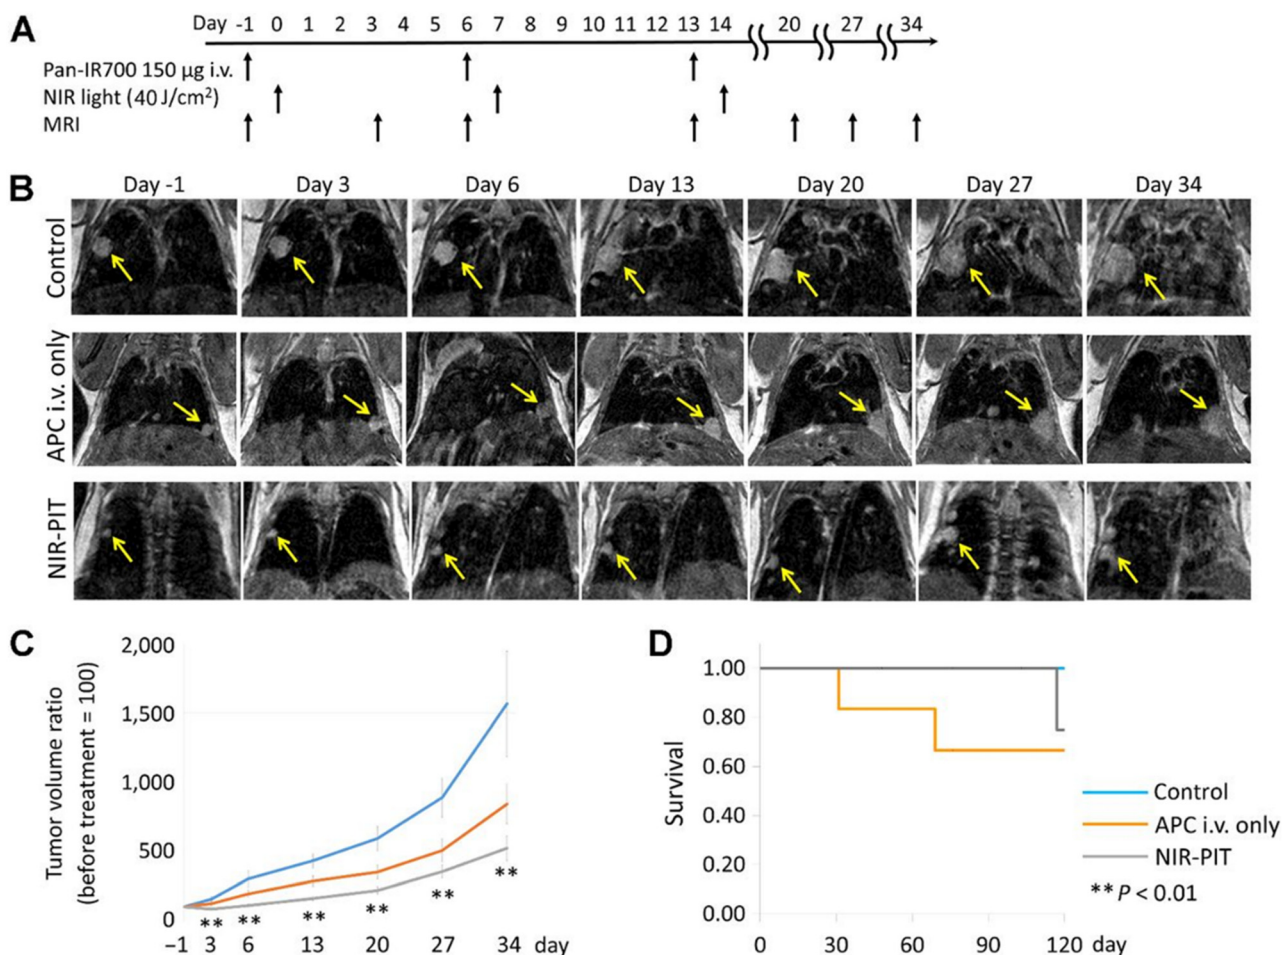 A
Day -1 0 1 2 3 4 5 6 7 8 9 10 11 12 13 14 20 27 34
Pan-IR700 150 µg i.v.
NIR light (40 J/cm²)
MRI
B
Day -1 Day 3 Day 6 Day 13 Day 20 Day 27 Day 34
Control
APC i.v. only
NIR-PIT
C
Tumor volume ratio
(before treatment = 100)
2,000
1,500
1,000
500
0
** ** ** ** ** **
−1 3 6 13 20 27 34 day
D
Survival
1.00
0.80
0.60
0.40
0.20
0.00
0 30 60 90 120 day
Control
APC i.v. only
NIR-PIT
** P < 0.01